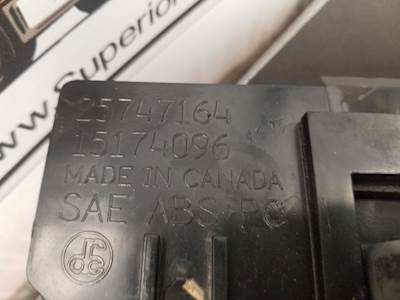 www.Superior
25747164
15174096
MADE IN CANADA
SAE ABS-PC